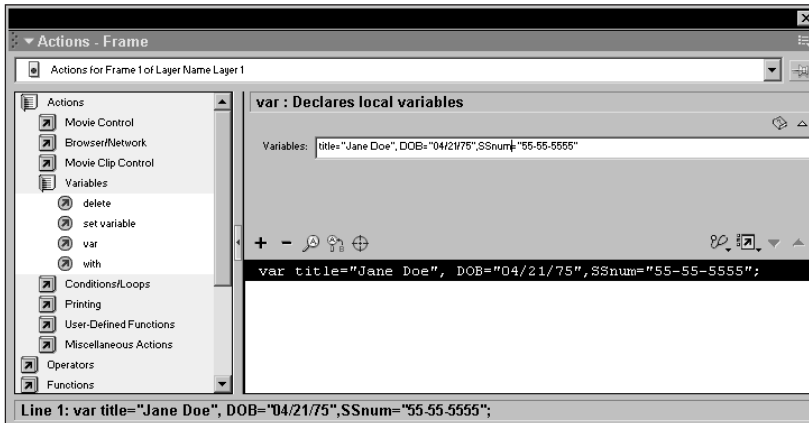 Actions - Frame
Actions for Frame 1 of Layer Name Layer 1
Actions
Movie Control
Browser/Network
Movie Clip Control
Variables
delete
set variable
var
with
Conditions/Loops
Printing
User-Defined Functions
Miscellaneous Actions
Operators
Functions
var : Declares local variables
Variables: title="Jane Doe", DOB="04/21/75",SSnum="55-55-5555"
var title="Jane Doe", DOB="04/21/75",SSnum="55-55-5555";
Line 1: var title="Jane Doe", DOB="04/21/75",SSnum="55-55-5555";